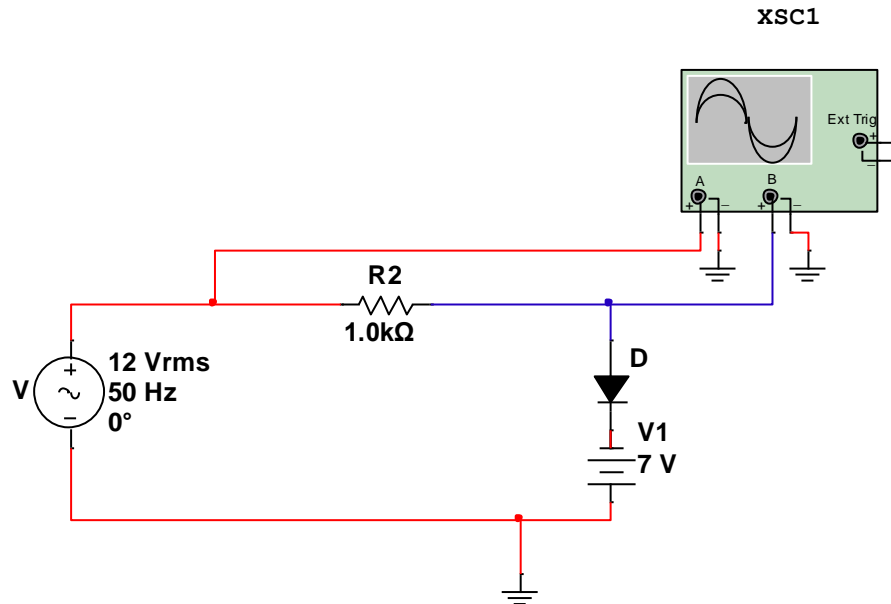 XSC1
Ext Trig
+
_
A
B
+
_
+
_
R2
1.0kΩ
V
+
–
12 Vrms
50 Hz
0°
D
V1
7 V